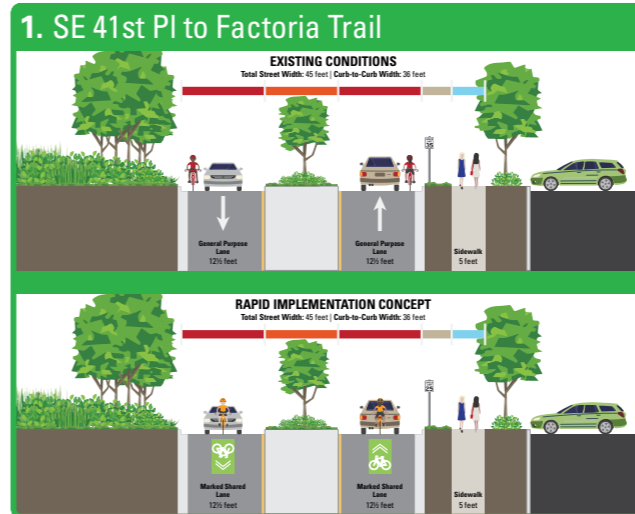 1. SE 41st Pl to Factoria Trail
EXISTING CONDITIONS
Total Street Width: 45 feet | Curb-to-Curb Width: 36 feet
General Purpose
Lane
12½ feet
General Purpose
Lane
12½ feet
Sidewalk
5 feet
RAPID IMPLEMENTATION CONCEPT
Total Street Width: 45 feet | Curb-to-Curb Width: 36 feet
Marked Shared
Lane
12½ feet
Marked Shared
Lane
12½ feet
Sidewalk
5 feet